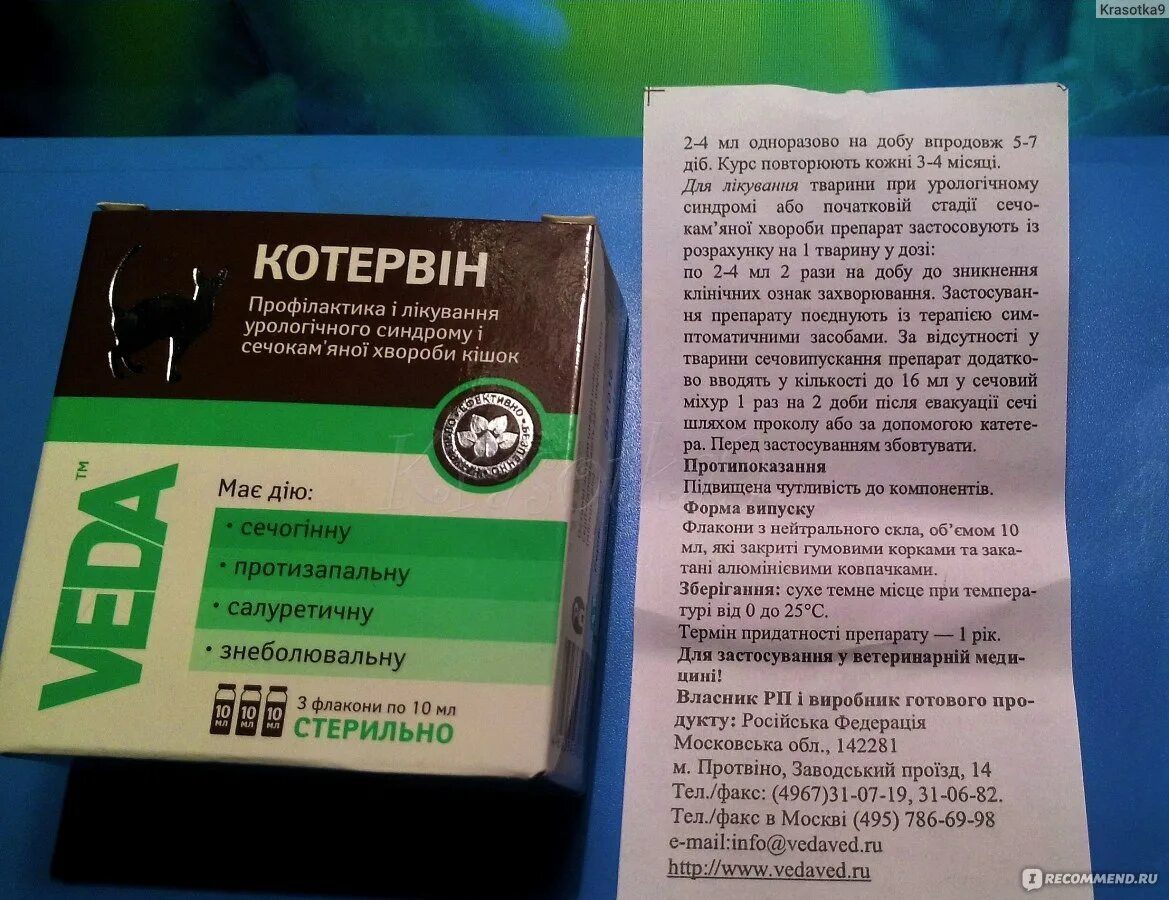 Krasotka9
КОТЕРВІН
Профілактика і лікування
урологічного синдрому і
сечокам'яної хвороби кішок
ЕФЕКТИВНО
VEDA™
Має дію:
• сечогінну
• протизапальну
• салуретичну
• знеболювальну
10 мл 10 мл 10 мл
3 флакони по 10 мл
СТЕРИЛЬНО
2-4 мл одноразово на добу впродовж 5-7
діб. Курс повторюють кожні 3-4 місяці.
Для лікування тварини при урологічному
синдромі або початковій стадії сечо-
кам’яної хвороби препарат застосовують із
розрахунку на 1 тварину у дозі:
по 2-4 мл 2 рази на добу до зникнення
клінічних ознак захворювання. Застосуван-
ня препарату поєднують із терапією сим-
птоматичними засобами. За відсутності у
тварини сечовипускання препарат додатко-
во вводять у кількості до 16 мл у сечовий
міхур 1 раз на 2 доби після евакуації сечі
шляхом проколу або за допомогою катете-
ра. Перед застосуванням збовтувати.
Протипоказання
Підвищена чутливість до компонентів.
Форма випуску
Флакони з нейтрального скла, об’ємом 10
мл, які закриті гумовими корками та зака-
тані алюмінієвими ковпачками.
Зберігання: сухе темне місце при темпера-
турі від 0 до 25°С.
Термін придатності препарату — 1 рік.
Для застосування у ветеринарній меди-
цині!
Власник РП і виробник готового про-
дукту: Російська Федерація
Московська обл., 142281
м. Протвіно, Заводський проїзд, 14
Тел./факс: (4967)31-07-19, 31-06-82.
Тел./факс в Москві (495) 786-69-98
e-mail:info@vedaved.ru
http://www.vedaved.ru
IRECOMMEND.RU